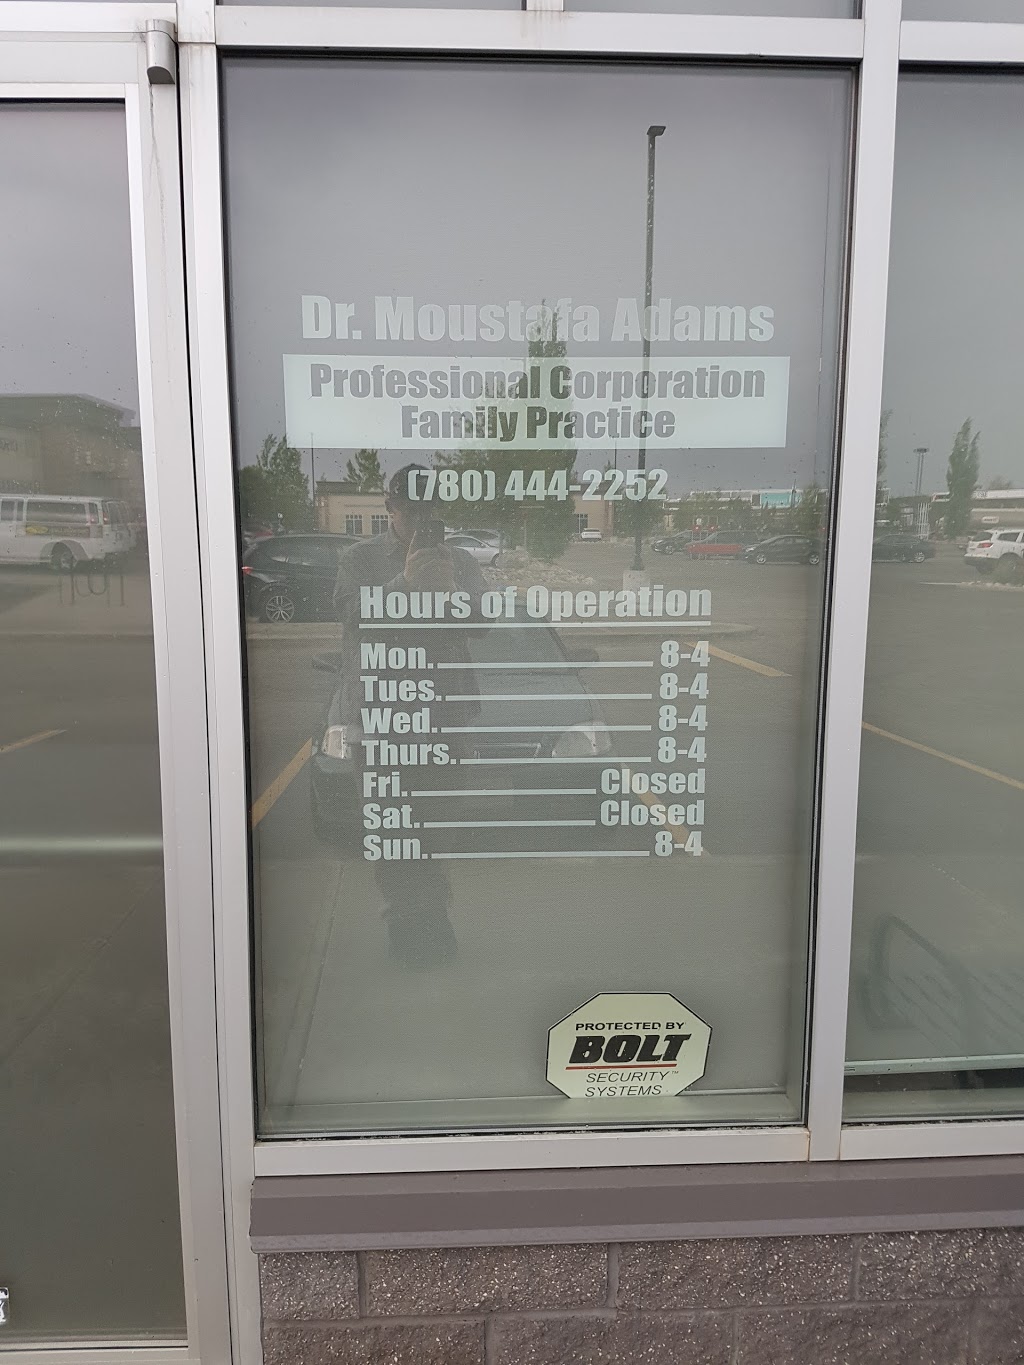 Dr. Moustafa Adams
Professional Corporation
Family Practice
(780) 444-2252
Hours of Operation
Mon. 8-4
Tues. 8-4
Wed. 8-4
Thurs. 8-4
Fri. Closed
Sat. Closed
Sun. 8-4
PROTECTED BY
BOLT
SECURITY™
SYSTEMS